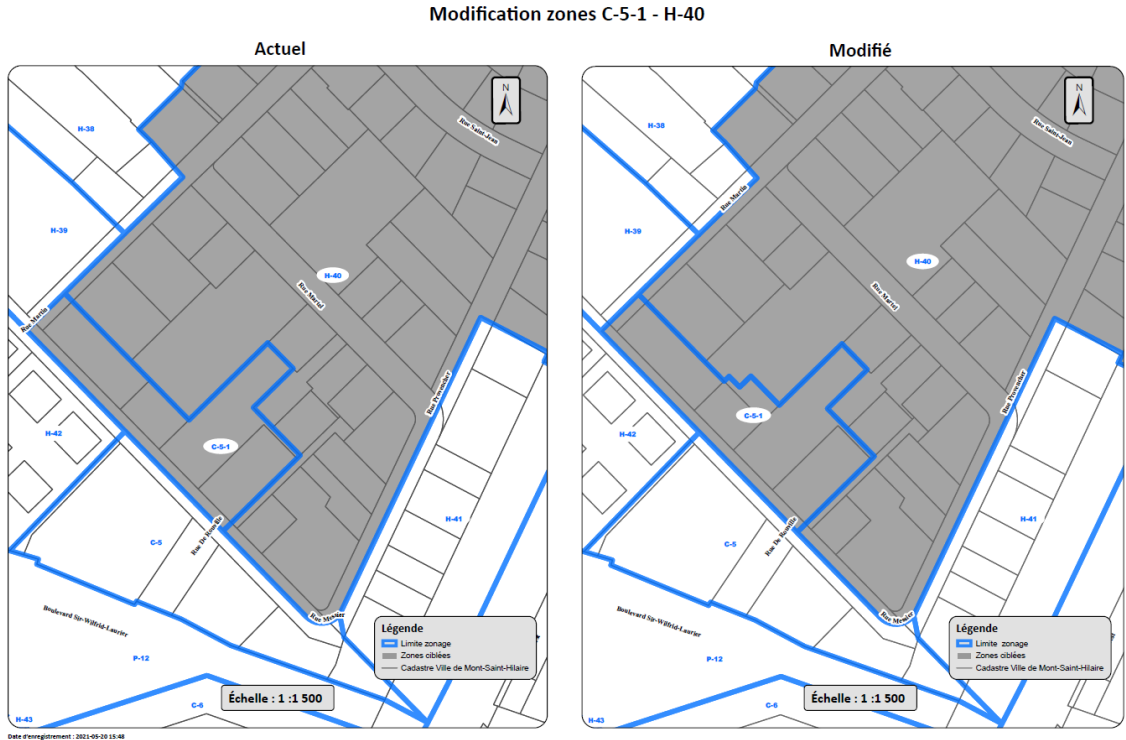 Modification zones C-5-1 - H-40
Actuel
N
H-38
Rue Saint-Jean
H-39
H-40
Rue Martel
Rue Martin
Rue Provencher
H-42
C-5-1
H-41
Rue De Rouville
C-5
Boulevard Sir-Wilfrid-Laurier
Rue Messier
P-12
Légende
Limite zonage
Zones ciblées
Cadastre Ville de Mont-Saint-Hilaire
Échelle : 1 :1 500
C-6
H-43
Date d'enregistrement : 2021-05-20 15:48
Modifié
N
H-38
Rue Saint-Jean
Rue Martin
H-39
H-40
Rue Martel
Rue Provencher
C-5-1
H-42
H-41
Rue De Rouville
C-5
Boulevard Sir-Wilfrid-Laurier
Rue Messier
P-12
Légende
Limite zonage
Zones ciblées
Cadastre Ville de Mont-Saint-Hilaire
Échelle : 1 :1 500
C-6
H-43